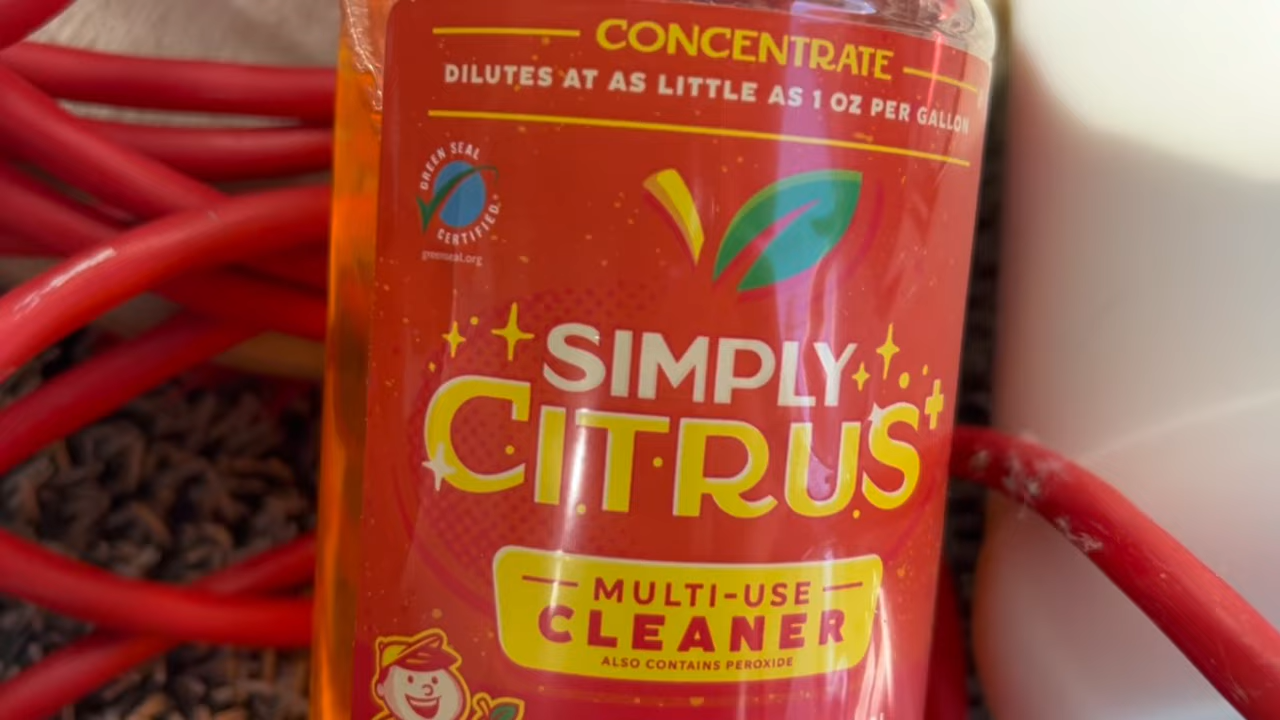 CONCENTRATE
DILUTES AT AS LITTLE AS 1 OZ PER GALLON
GREEN SEAL
CERTIFIED
greenseal.org
SIMPLY
CITRUS+
MULTI-USE
CLEANER
ALSO CONTAINS PEROXIDE